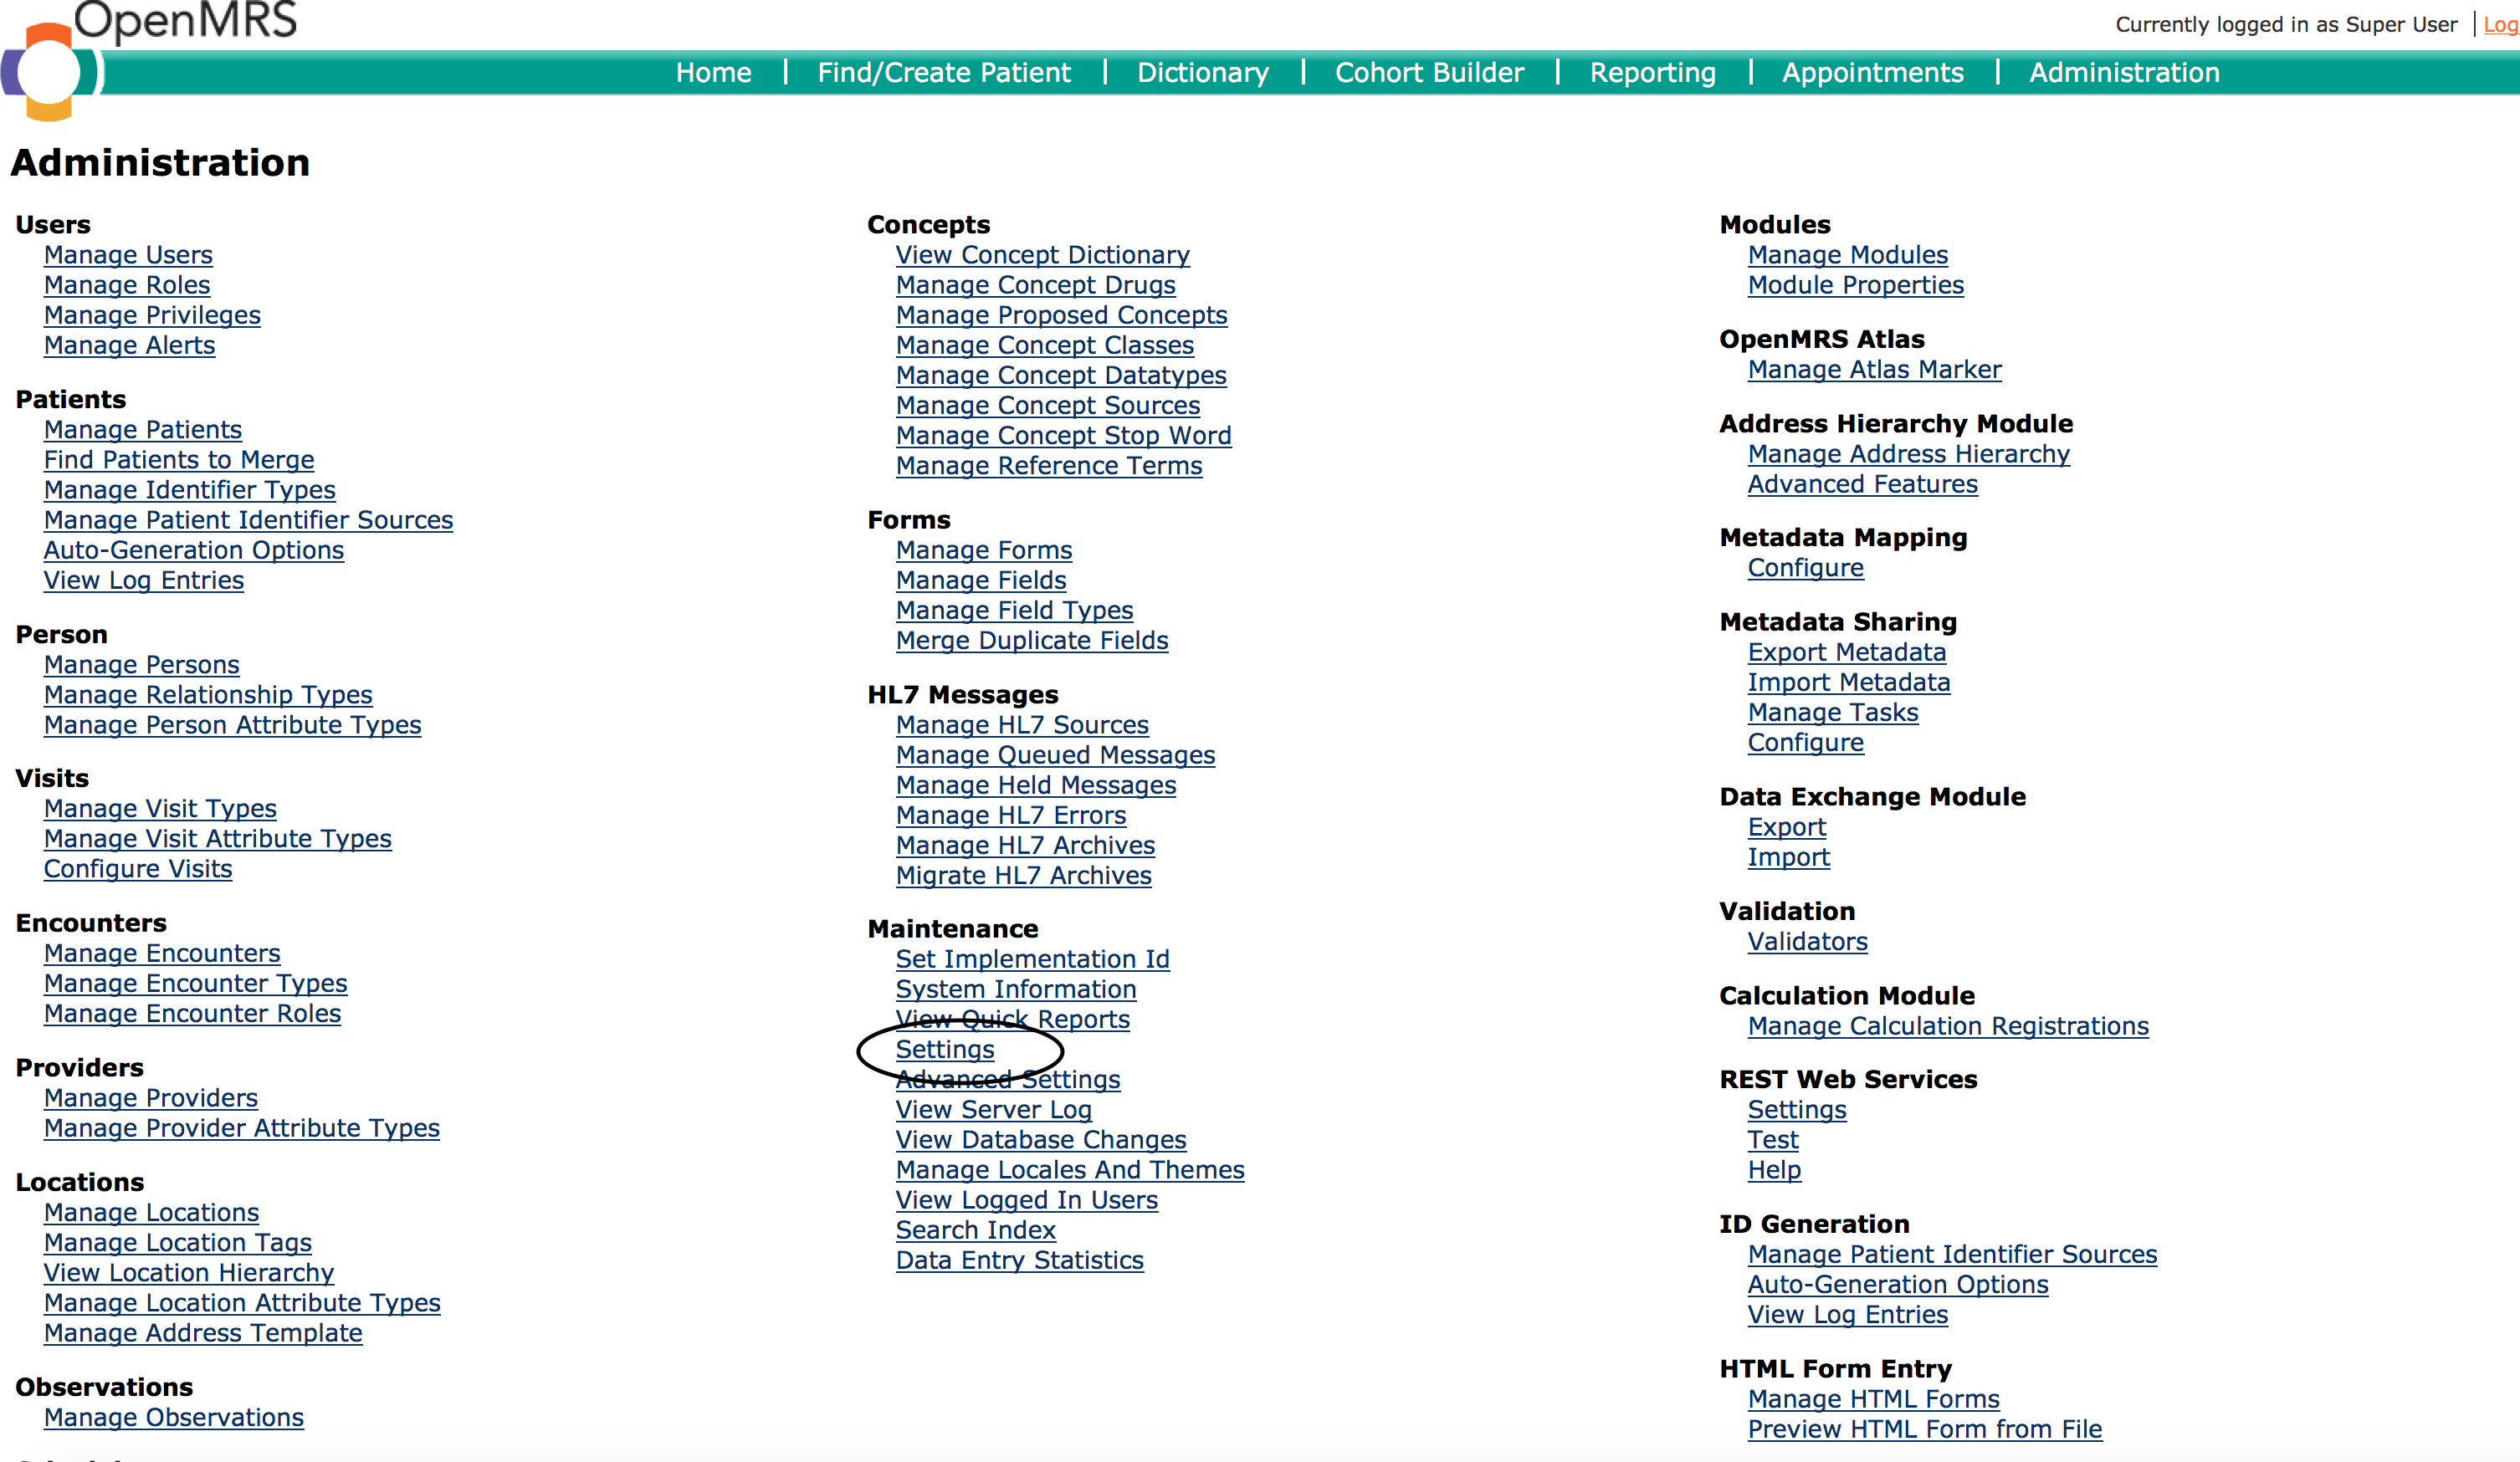 OpenMRS
Currently logged in as Super User | Log
Home | Find/Create Patient | Dictionary | Cohort Builder | Reporting | Appointments | Administration
Administration
Users
Manage Users
Manage Roles
Manage Privileges
Manage Alerts
Patients
Manage Patients
Find Patients to Merge
Manage Identifier Types
Manage Patient Identifier Sources
Auto-Generation Options
View Log Entries
Person
Manage Persons
Manage Relationship Types
Manage Person Attribute Types
Visits
Manage Visit Types
Manage Visit Attribute Types
Configure Visits
Encounters
Manage Encounters
Manage Encounter Types
Manage Encounter Roles
Providers
Manage Providers
Manage Provider Attribute Types
Locations
Manage Locations
Manage Location Tags
View Location Hierarchy
Manage Location Attribute Types
Manage Address Template
Observations
Manage Observations
Concepts
View Concept Dictionary
Manage Concept Drugs
Manage Proposed Concepts
Manage Concept Classes
Manage Concept Datatypes
Manage Concept Sources
Manage Concept Stop Word
Manage Reference Terms
Forms
Manage Forms
Manage Fields
Manage Field Types
Merge Duplicate Fields
HL7 Messages
Manage HL7 Sources
Manage Queued Messages
Manage Held Messages
Manage HL7 Errors
Manage HL7 Archives
Migrate HL7 Archives
Maintenance
Set Implementation Id
System Information
View Quick Reports
Settings
Advanced Settings
View Server Log
View Database Changes
Manage Locales And Themes
View Logged In Users
Search Index
Data Entry Statistics
Modules
Manage Modules
Module Properties
OpenMRS Atlas
Manage Atlas Marker
Address Hierarchy Module
Manage Address Hierarchy
Advanced Features
Metadata Mapping
Configure
Metadata Sharing
Export Metadata
Import Metadata
Manage Tasks
Configure
Data Exchange Module
Export
Import
Validation
Validators
Calculation Module
Manage Calculation Registrations
REST Web Services
Settings
Test
Help
ID Generation
Manage Patient Identifier Sources
Auto-Generation Options
View Log Entries
HTML Form Entry
Manage HTML Forms
Preview HTML Form from File